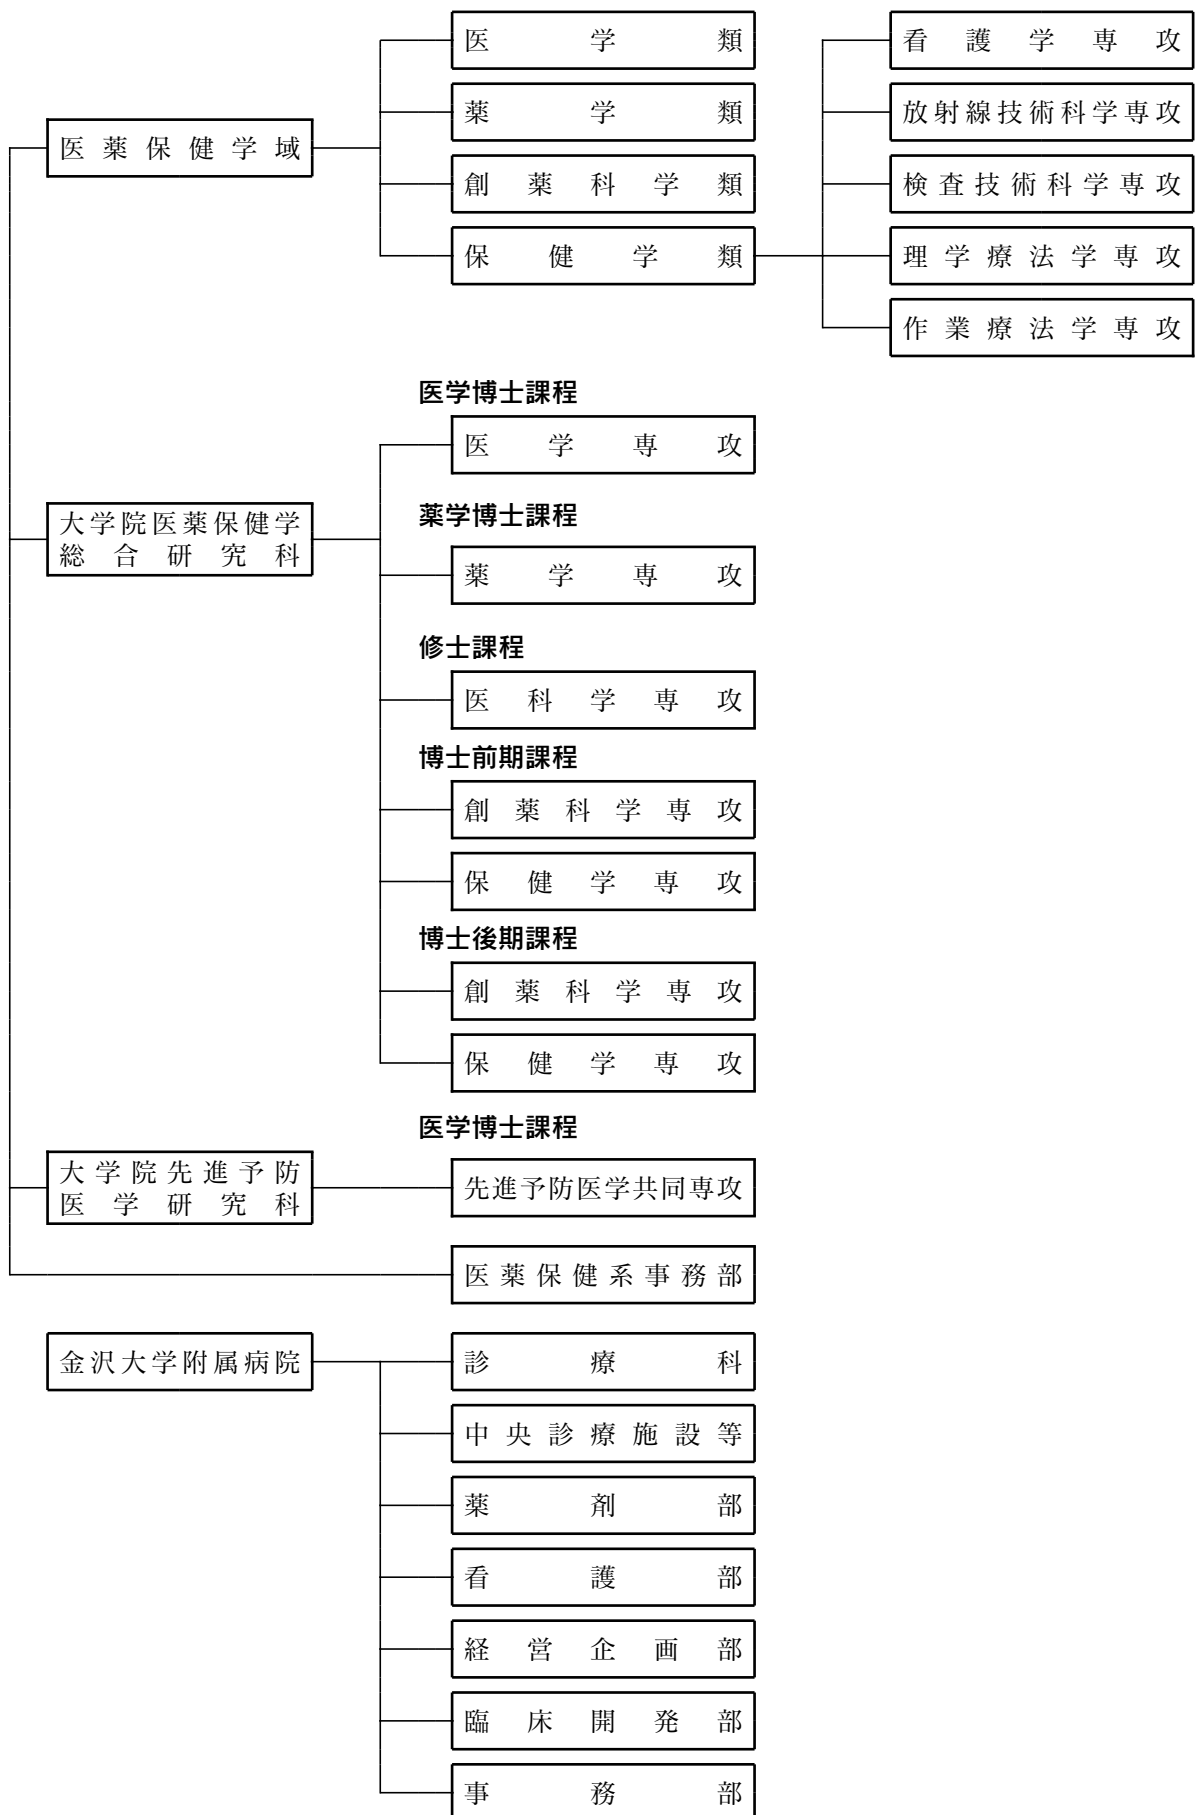 医薬保健学域
医学類
薬学類
創薬科学類
保健学類
看護学専攻
放射線技術科学専攻
検査技術科学専攻
理学療法学専攻
作業療法学専攻
大学院医薬保健学
総合研究科
医学博士課程
医学専攻
薬学博士課程
薬学専攻
修士課程
医科学専攻
博士前期課程
創薬科学専攻
保健学専攻
博士後期課程
創薬科学専攻
保健学専攻
大学院先進予防
医学研究科
医学博士課程
先進予防医学共同専攻
医薬保健系事務部
金沢大学附属病院
診療科
中央診療施設等
薬剤部
看護部
経営企画部
臨床開発部
事務部